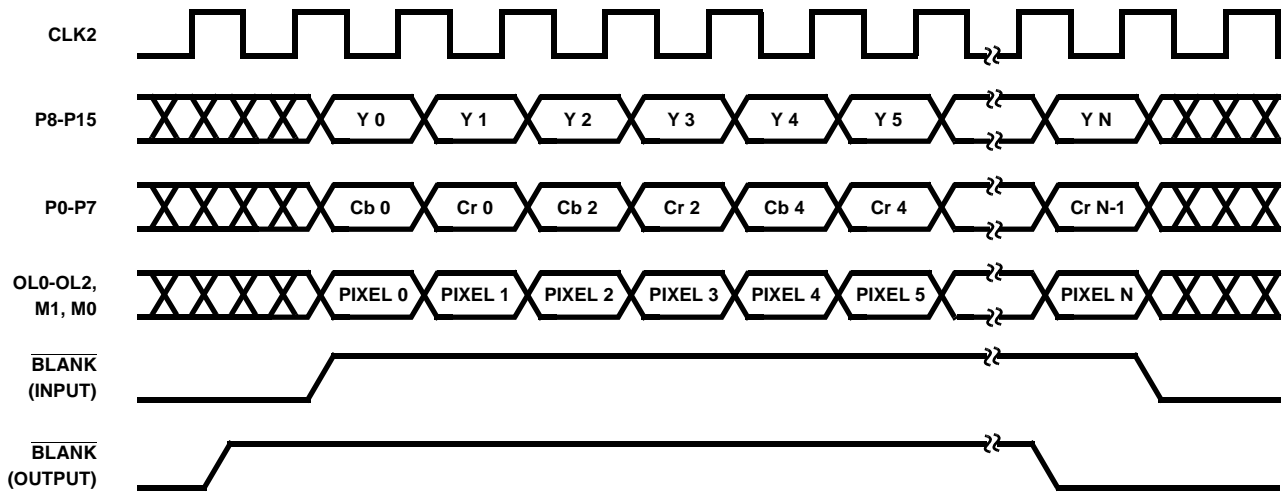 CLK2
P8-P15
Y 0 Y 1 Y 2 Y 3 Y 4 Y 5 Y N
P0-P7
Cb 0 Cr 0 Cb 2 Cr 2 Cb 4 Cr 4 Cr N-1
OL0-OL2,
M1, M0
PIXEL 0 PIXEL 1 PIXEL 2 PIXEL 3 PIXEL 4 PIXEL 5 PIXEL N
BLANK
(INPUT)
BLANK
(OUTPUT)